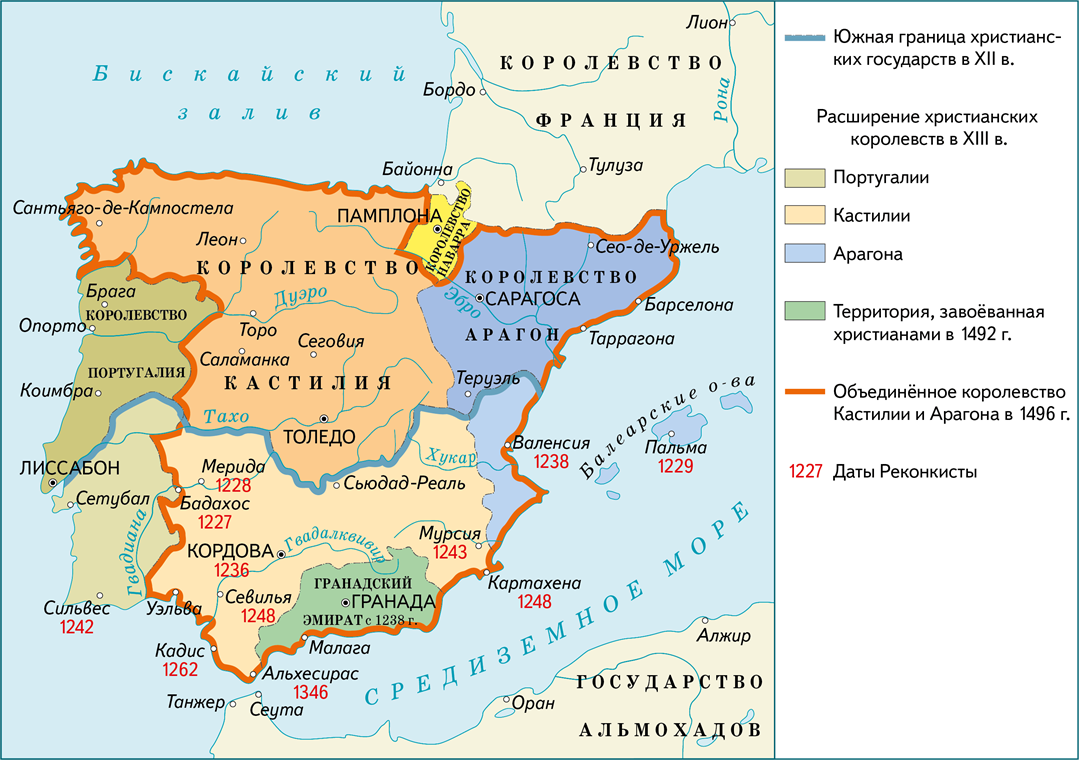 Лион
КОРОЛЕВСТВО
Бискайский
залив
Бордо
Рона
ФРАНЦИЯ
Байонна
Тулуза
Сантьяго-де-Кампостела
ПАМПЛОНА
КОРОЛЕВСТВО
НАВАРРА
Леон
Сео-де-Уржель
КОРОЛЕВСТВО
КОРОЛЕВСТВО
Брага
Дуэро
Эбро
САРАГОСА
Барселона
КОРОЛЕВСТВО
Опорто
Торо
Сеговия
АРАГОН
Таррагона
Саламанка
ПОРТУГАЛИЯ
КАСТИЛИЯ
Теруэль
Коимбра
Тахо
ТОЛЕДО
Балеарские о-ва
Валенсия
1238
Пальма
1229
Хукар
ЛИССАБОН
Мерида
1228
Сьюдад-Реаль
Сетубал
Бадахос
1227
Гвадиана
Гвадалквивир
Мурсия
1243
КОРДОВА
1236
ГРАНАДСКИЙ
ГРАНАДА
ЭМИРАТ с 1238 г.
Картахена
1248
Сильвес
1242
Уэльва
Севилья
1248
Кадис
1262
Малага
Альхесирас
1346
Танжер
Сеута
СРЕДИЗЕМНОЕ МОРЕ
Алжир
Оран
ГОСУДАРСТВО
АЛЬМОХАДОВ
Южная граница христианс-
ких государств в XII в.
Расширение христианских
королевств в XIII в.
Португалии
Кастилии
Арагона
Территория, завоёванная
христианами в 1492 г.
Объединённое королевство
Кастилии и Арагона в 1496 г.
1227 Даты Реконкисты